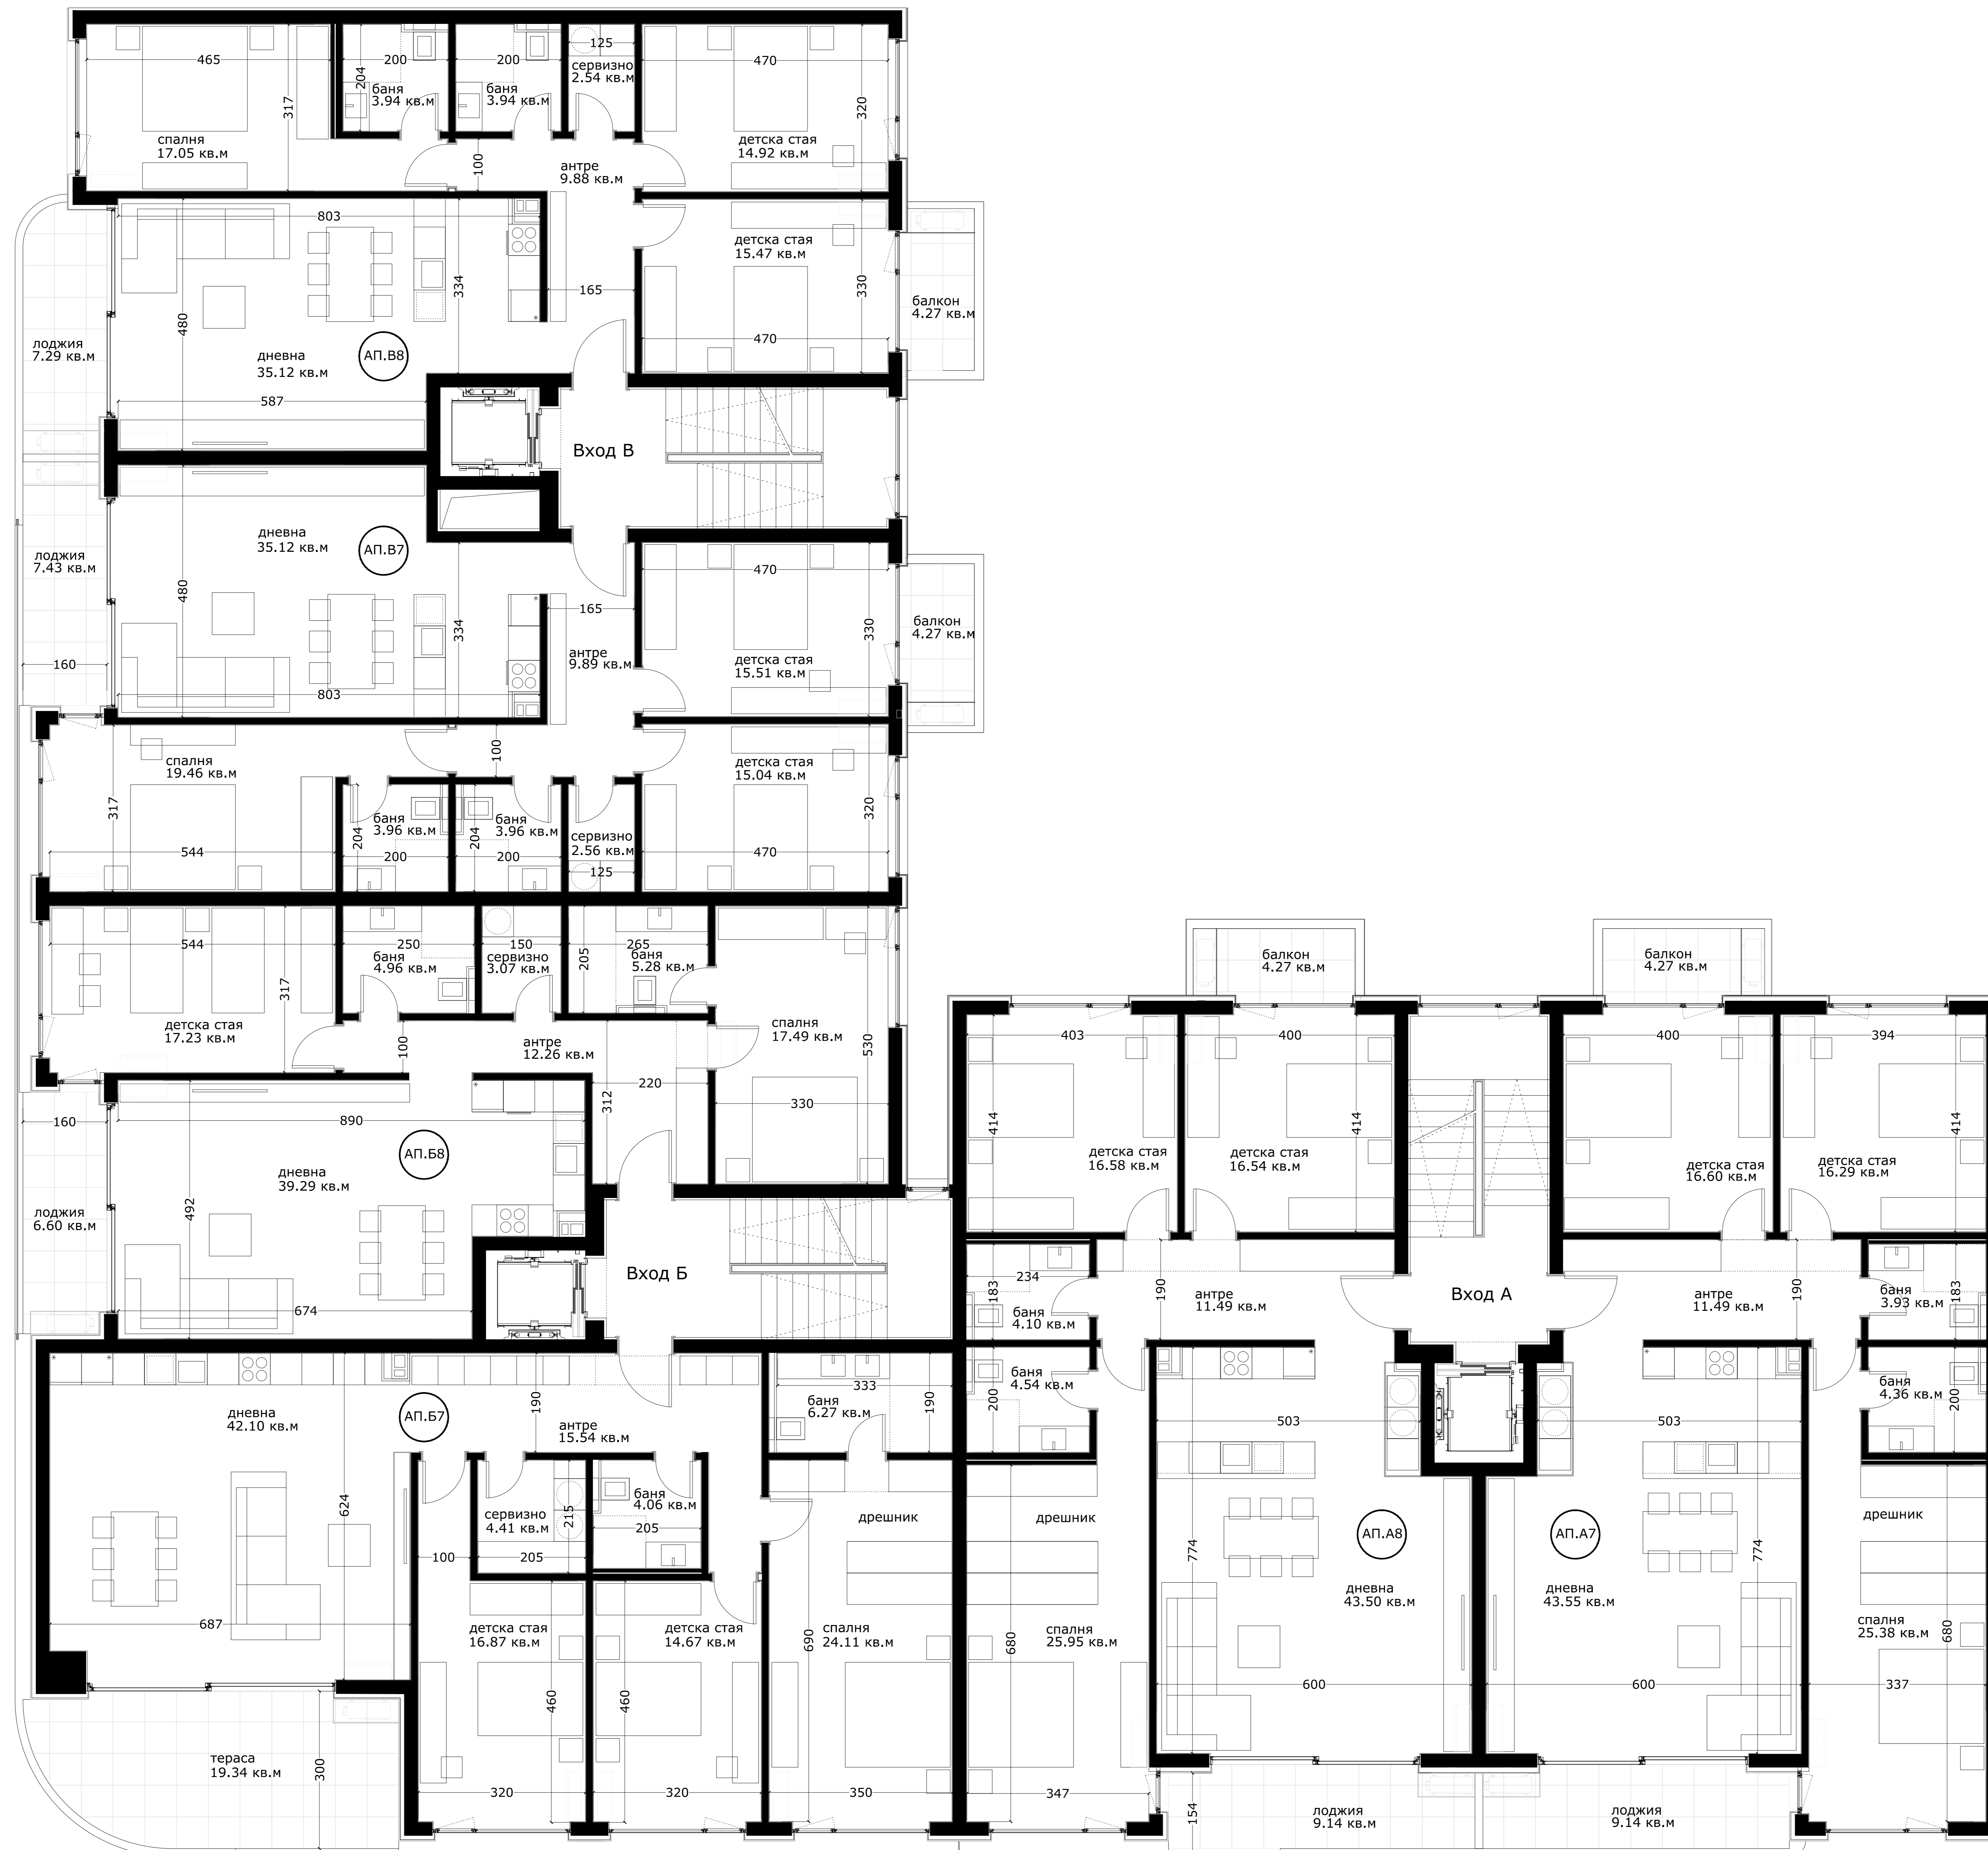 465
200
200
125
470
204
317
320
баня
3.94 кв.м
баня
3.94 кв.м
сервизно
2.54 кв.м
спалня
17.05 кв.м
100
антре
9.88 кв.м
детска стая
14.92 кв.м
803
детска стая
15.47 кв.м
334
330
165
480
балкон
4.27 кв.м
лоджия
7.29 кв.м
дневна
35.12 кв.м
АП.В8
470
587
Вход В
дневна
35.12 кв.м
АП.В7
лоджия
7.43 кв.м
470
480
334
165
330
балкон
4.27 кв.м
160
803
антре
9.89 кв.м
детска стая
15.51 кв.м
спалня
19.46 кв.м
100
детска стая
15.04 кв.м
317
204
баня
3.96 кв.м
204
баня
3.96 кв.м
сервизно
2.56 кв.м
320
544
200
200
125
470
544
250
150
265
317
баня
4.96 кв.м
сервизно
3.07 кв.м
205
баня
5.28 кв.м
детска стая
17.23 кв.м
100
антре
12.26 кв.м
спалня
17.49 кв.м
530
220
312
330
160
890
АП.Б8
дневна
39.29 кв.м
492
лоджия
6.60 кв.м
674
Вход Б
балкон
4.27 кв.м
балкон
4.27 кв.м
403
400
400
394
414
414
414
детска стая
16.58 кв.м
детска стая
16.54 кв.м
детска стая
16.60 кв.м
детска стая
16.29 кв.м
234
183
баня
4.10 кв.м
190
антре
11.49 кв.м
Вход А
антре
11.49 кв.м
190
баня
3.93 кв.м
183
200
баня
4.54 кв.м
баня
4.36 кв.м
200
дневна
42.10 кв.м
АП.Б7
190
антре
15.54 кв.м
333
баня
6.27 кв.м
190
503
503
624
сервизно
4.41 кв.м
215
баня
4.06 кв.м
205
100
205
дрешник
дрешник
дрешник
АП.А8
АП.А7
774
774
дневна
43.50 кв.м
дневна
43.55 кв.м
687
детска стая
16.87 кв.м
детска стая
14.67 кв.м
690
спалня
24.11 кв.м
680
спалня
25.95 кв.м
спалня
25.38 кв.м
680
460
460
600
600
337
тераса
19.34 кв.м
300
320
320
350
347
154
лоджия
9.14 кв.м
лоджия
9.14 кв.м